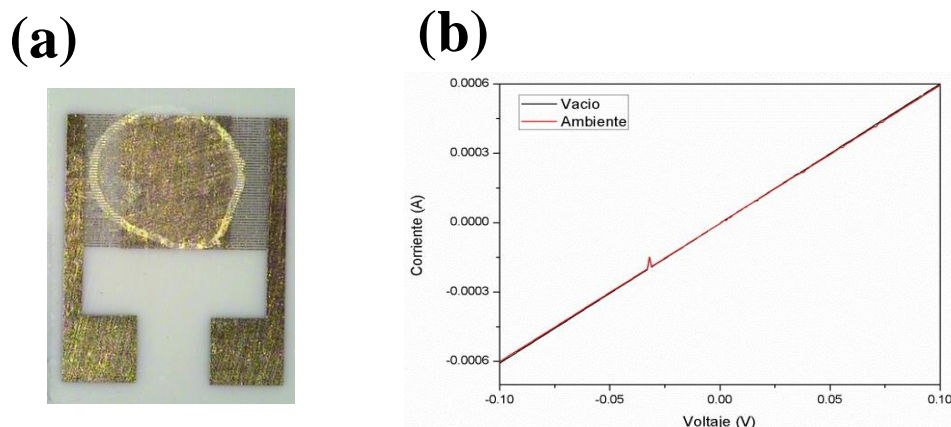 (a)
(b)
0.0006
0.0003
0.0000
-0.0003
-0.0006
Corriente (A)
Vacio
Ambiente
-0.10
-0.05
0.00
0.05
0.10
Voltaje (V)